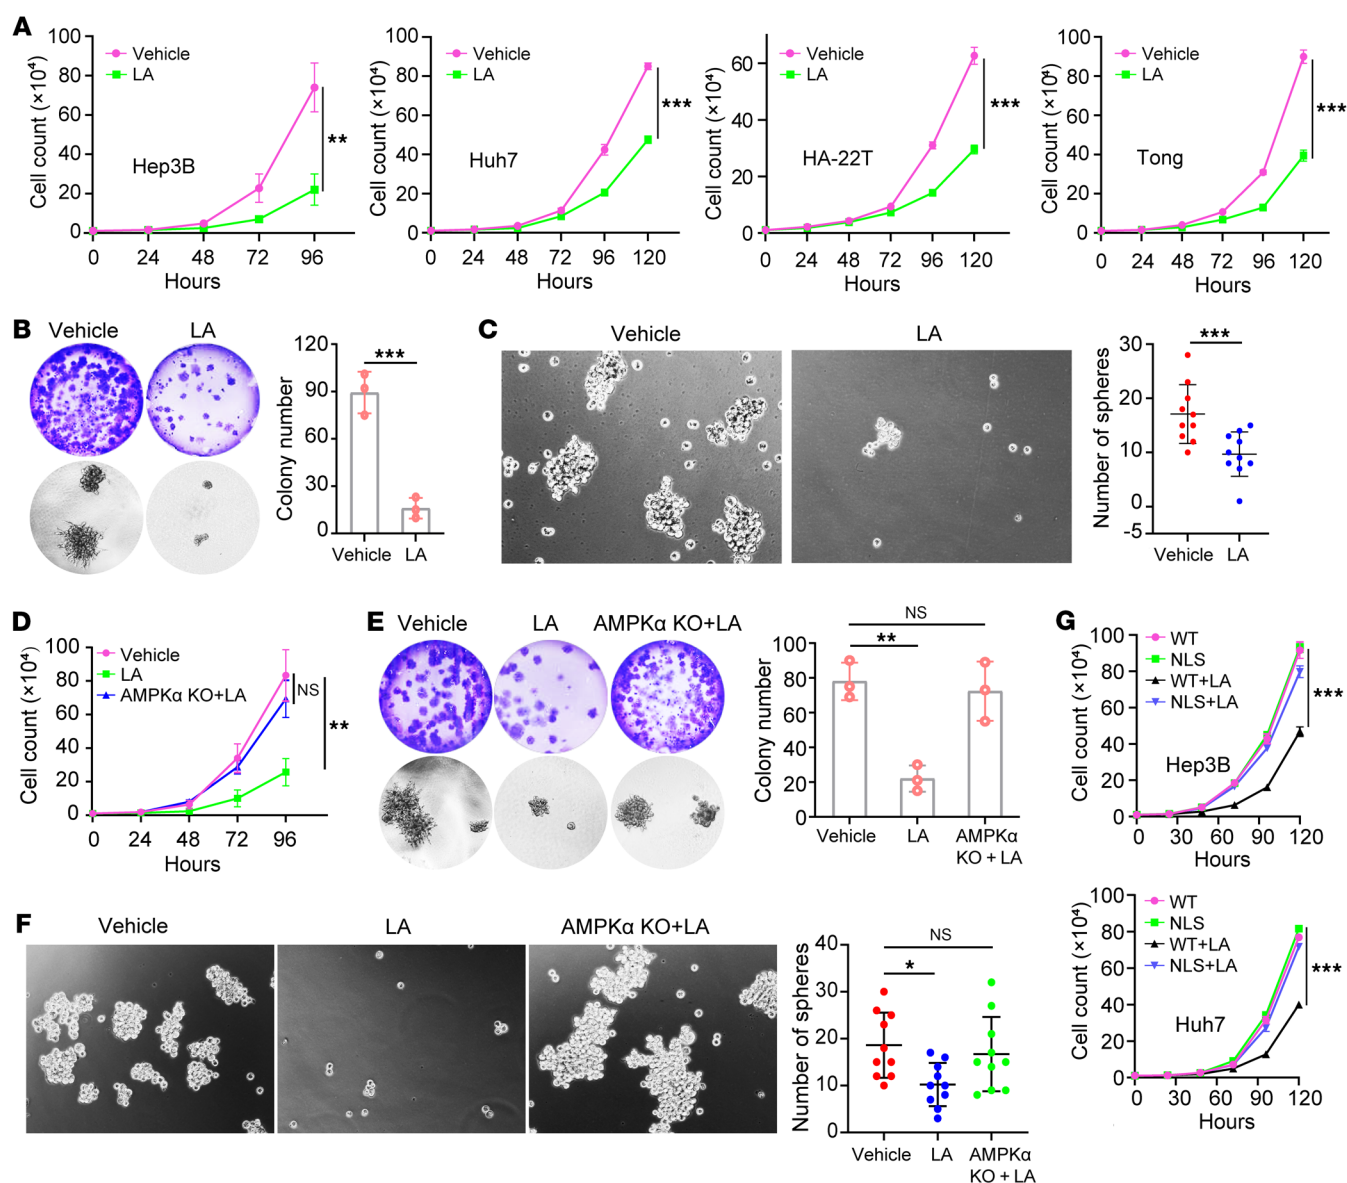 A
Vehicle
LA
Cell count (×10⁴)
100
80
60
40
20
0
Hep3B
**
0 24 48 72 96
Hours
Vehicle
LA
Cell count (×10⁴)
100
80
60
40
20
0
Huh7
***
0 24 48 72 96 120
Hours
Vehicle
LA
Cell count (×10⁴)
60
40
20
0
HA-22T
***
0 24 48 72 96 120
Hours
Vehicle
LA
Cell count (×10⁴)
100
80
60
40
20
0
Tong
***
0 24 48 72 96 120
Hours
B
Vehicle LA
Colony number
120
90
60
30
0
***
Vehicle LA
C
Vehicle LA
Number of spheres
30
20
10
0
-5
***
Vehicle LA
D
Vehicle
LA
AMPKα KO+LA
Cell count (×10⁴)
100
80
60
40
20
0
NS
**
0 24 48 72 96
Hours
E
Vehicle LA AMPKα KO+LA
Colony number
100
80
60
40
20
0
NS
**
Vehicle LA AMPKα
KO + LA
G
WT
NLS
WT+LA
NLS+LA
Cell count (×10⁴)
100
80
60
40
20
0
Hep3B
***
0 30 60 90 120
Hours
WT
NLS
WT+LA
NLS+LA
Cell count (×10⁴)
100
80
60
40
20
0
Huh7
***
0 30 60 90 120
Hours
F
Vehicle LA AMPKα KO+LA
Number of spheres
40
30
20
10
0
NS
*
Vehicle LA AMPKα
KO + LA